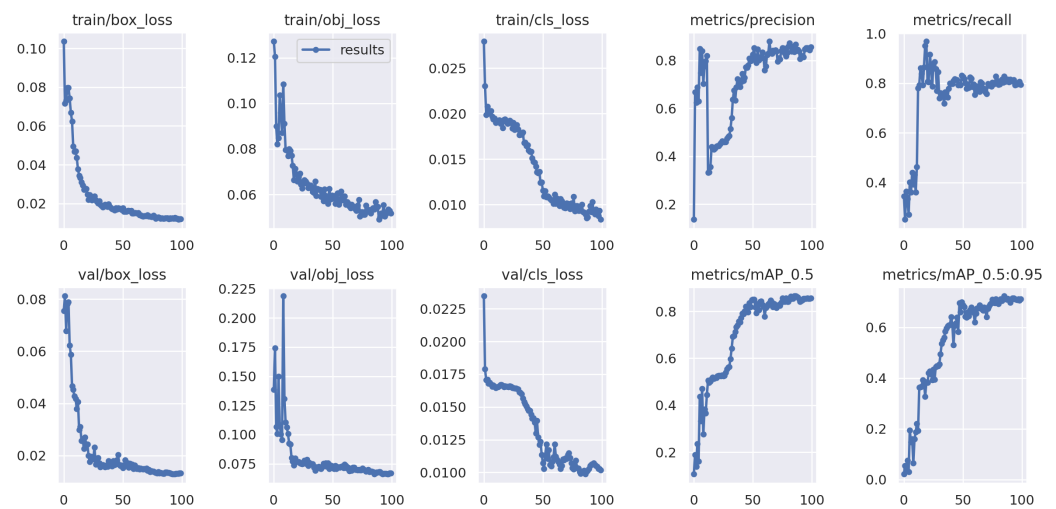 train/box_loss
0.10
0.08
0.06
0.04
0.02
0 50 100
train/obj_loss
results
0.12
0.10
0.08
0.06
0 50 100
train/cls_loss
0.025
0.020
0.015
0.010
0 50 100
metrics/precision
0.8
0.6
0.4
0.2
0 50 100
metrics/recall
1.0
0.8
0.6
0.4
0 50 100
val/box_loss
0.08
0.06
0.04
0.02
0 50 100
val/obj_loss
0.225
0.200
0.175
0.150
0.125
0.100
0.075
0 50 100
val/cls_loss
0.0225
0.0200
0.0175
0.0150
0.0125
0.0100
0 50 100
metrics/mAP_0.5
0.8
0.6
0.4
0.2
0 50 100
metrics/mAP_0.5:0.95
0.6
0.4
0.2
0.0
0 50 100